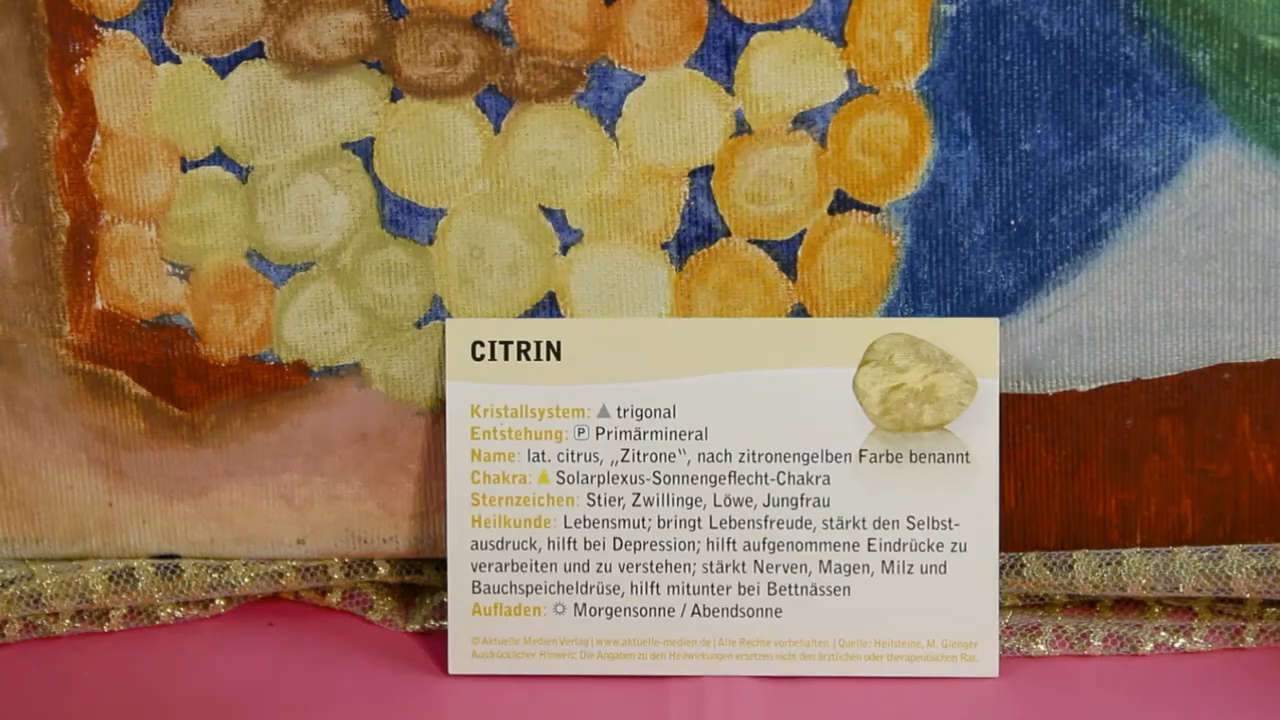 CITRIN
Kristallsystem: trigonal
Entstehung: P Primärmineral
Name: lat. citrus, „Zitrone“, nach zitronengelben Farbe benannt
Chakra: Solarplexus-Sonnengeflecht-Chakra
Sternzeichen: Stier, Zwillinge, Löwe, Jungfrau
Heilkunde: Lebensmut; bringt Lebensfreude, stärkt den Selbst-
ausdruck, hilft bei Depression; hilft aufgenommene Eindrücke zu
verarbeiten und zu verstehen; stärkt Nerven, Magen, Milz und
Bauchspeicheldrüse, hilft mitunter bei Bettnässen
Aufladen: Morgensonne / Abendsonne
© Aktuelle Medien Verlag | www.aktuelle-medien.de | Alle Rechte vorbehalten. | Quelle: Heilsteine, M. Gienger
Ausdrücklicher Hinweis: Die Angaben zu den Heilwirkungen ersetzen nicht den ärztlichen oder therapeutischen Rat.